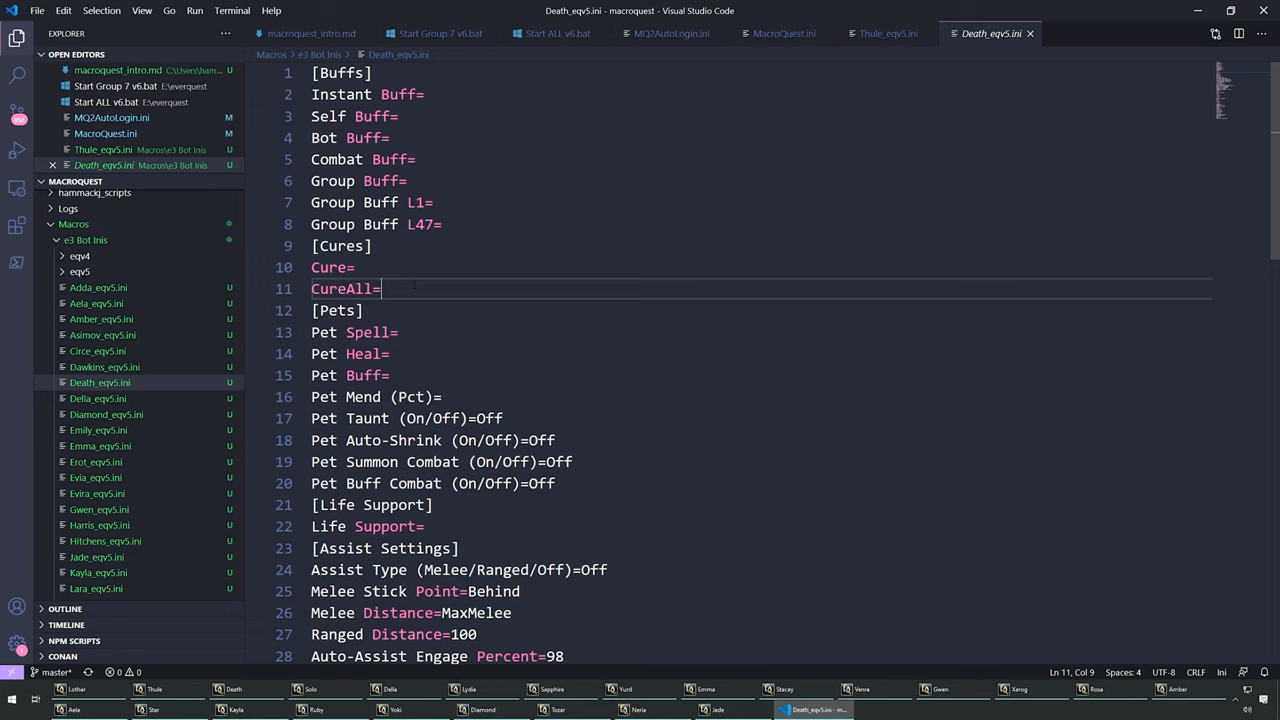 File Edit Selection View Go Run Terminal Help
Death_eqv5.ini - macroquest - Visual Studio Code
EXPLORER
macroquest_intro.md
Start Group 7 v6.bat
Start ALL v6.bat
MQ2AutoLogin.ini
MacroQuest.ini
Thule_eqv5.ini
Death_eqv5.ini
Macros > e3 Bot Inis > Death_eqv5.ini
OPEN EDITORS
macroquest_intro.md C:\Users\ham... U
Start Group 7 v6.bat E:\everquest
Start ALL v6.bat E:\everquest
MQ2AutoLogin.ini M
MacroQuest.ini M
Thule_eqv5.ini Macros\e3 Bot Inis U
Death_eqv5.ini Macros\e3 Bot Inis U
MACROQUEST
hammackj_scripts
Logs
Macros
e3 Bot Inis
eqv4
eqv5
Adda_eqv5.ini U
Aela_eqv5.ini U
Amber_eqv5.ini U
Asimov_eqv5.ini U
Circe_eqv5.ini U
Dawkins_eqv5.ini U
Death_eqv5.ini U
Della_eqv5.ini U
Diamond_eqv5.ini U
Emily_eqv5.ini U
Emma_eqv5.ini U
Erot_eqv5.ini U
Evia_eqv5.ini U
Evira_eqv5.ini U
Gwen_eqv5.ini U
Harris_eqv5.ini U
Hitchens_eqv5.ini U
Jade_eqv5.ini U
Kayla_eqv5.ini U
Lara_eqv5.ini U
OUTLINE
TIMELINE
NPM SCRIPTS
CONAN
1 [Buffs]
2 Instant Buff=
3 Self Buff=
4 Bot Buff=
5 Combat Buff=
6 Group Buff=
7 Group Buff L1=
8 Group Buff L47=
9 [Cures]
10 Cure=
11 CureAll=
12 [Pets]
13 Pet Spell=
14 Pet Heal=
15 Pet Buff=
16 Pet Mend (Pct)=
17 Pet Taunt (On/Off)=Off
18 Pet Auto-Shrink (On/Off)=Off
19 Pet Summon Combat (On/Off)=Off
20 Pet Buff Combat (On/Off)=Off
21 [Life Support]
22 Life Support=
23 [Assist Settings]
24 Assist Type (Melee/Ranged/Off)=Off
25 Melee Stick Point=Behind
26 Melee Distance=MaxMelee
27 Ranged Distance=100
28 Auto-Assist Engage Percent=98
master* 0 0
Ln 11, Col 9 Spaces: 4 UTF-8 CRLF Ini
Lothar Thule Death Solo Della Lydia Sapphire Yurd Emma Stacey Venra Gwen Xarog Rosa Amber
Aela Star Kayla Ruby Yoki Diamond Tozar Neria Jade Death_eqv5.ini - m...